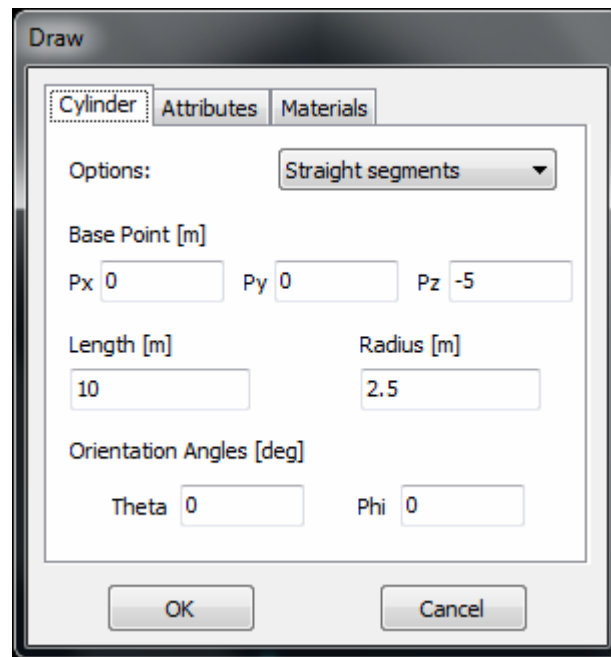 Draw
Cylinder Attributes Materials
Options: Straight segments
Base Point [m]
Px 0 Py 0 Pz -5
Length [m] Radius [m]
10 2.5
Orientation Angles [deg]
Theta 0 Phi 0
OK Cancel